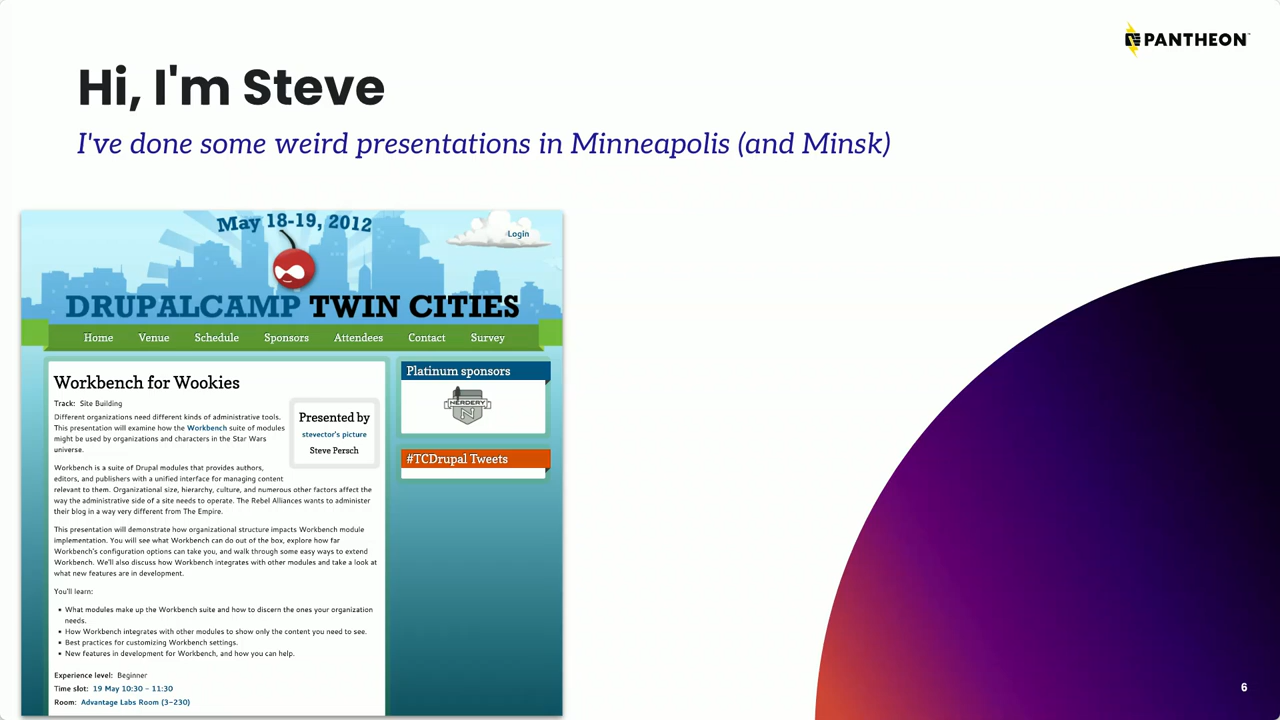 PANTHEON
Hi, I'm Steve
I've done some weird presentations in Minneapolis (and Minsk)
May 18-19, 2012
Login
DRUPALCAMP TWIN CITIES
Home Venue Schedule Sponsors Attendees Contact Survey
Workbench for Wookies
Track: Site Building
Different organizations need different kinds of administrative tools.
This presentation will examine how the Workbench suite of modules
might be used by organizations and characters in the Star Wars
universe.
Presented by
stevector's picture
Steve Persch
Workbench is a suite of Drupal modules that provides authors,
editors, and publishers with a unified interface for managing content
relevant to them. Organizational size, hierarchy, culture, and numerous other factors affect the
way the administrative side of a site needs to operate. The Rebel Alliances wants to administer
their blog in a way very different from The Empire.
This presentation will demonstrate how organizational structure impacts Workbench module
implementation. You will see what Workbench can do out of the box, explore how far
Workbench's configuration options can take you, and walk through some easy ways to extend
Workbench. We'll also discuss how Workbench integrates with other modules and take a look at
what new features are in development.
You'll learn:
• What modules make up the Workbench suite and how to discern the ones your organization
needs.
• How Workbench integrates with other modules to show only the content you need to see.
• Best practices for customizing Workbench settings.
• New features in development for Workbench, and how you can help.
Experience level: Beginner
Time slot: 19 May 10:30 - 11:30
Room: Advantage Labs Room (3-230)
Platinum sponsors
NERDERY
N
#TCDrupal Tweets
6